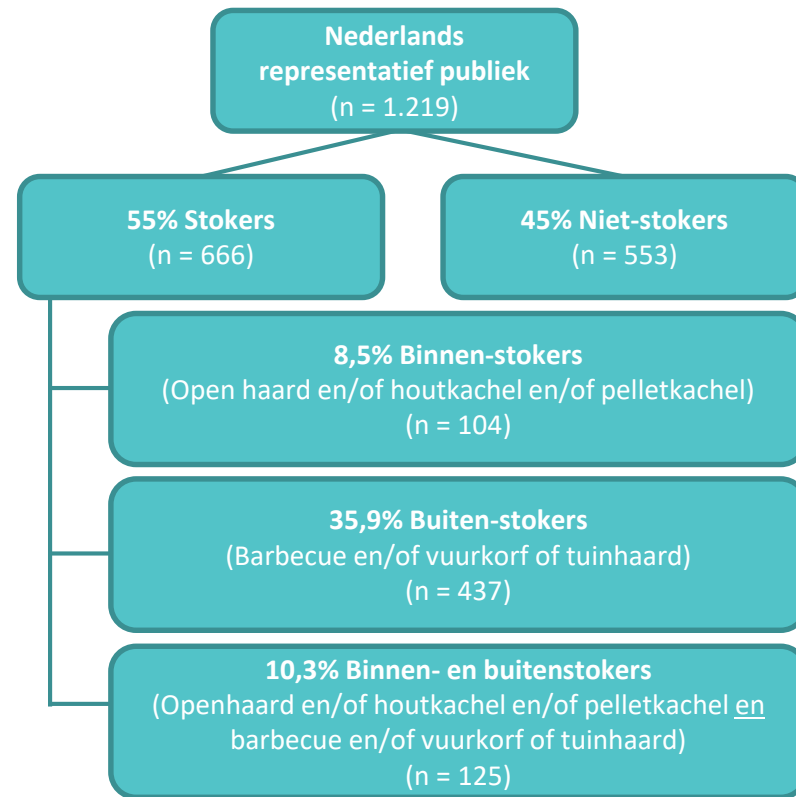 Nederlands
representatief publiek
(n = 1.219)
55% Stokers
(n = 666)
45% Niet-stokers
(n = 553)
8,5% Binnen-stokers
(Open haard en/of houtkachel en/of pelletkachel)
(n = 104)
35,9% Buiten-stokers
(Barbecue en/of vuurkorf of tuinhaard)
(n = 437)
10,3% Binnen- en buitenstokers
(Openhaard en/of houtkachel en/of pelletkachel en
barbecue en/of vuurkorf of tuinhaard)
(n = 125)